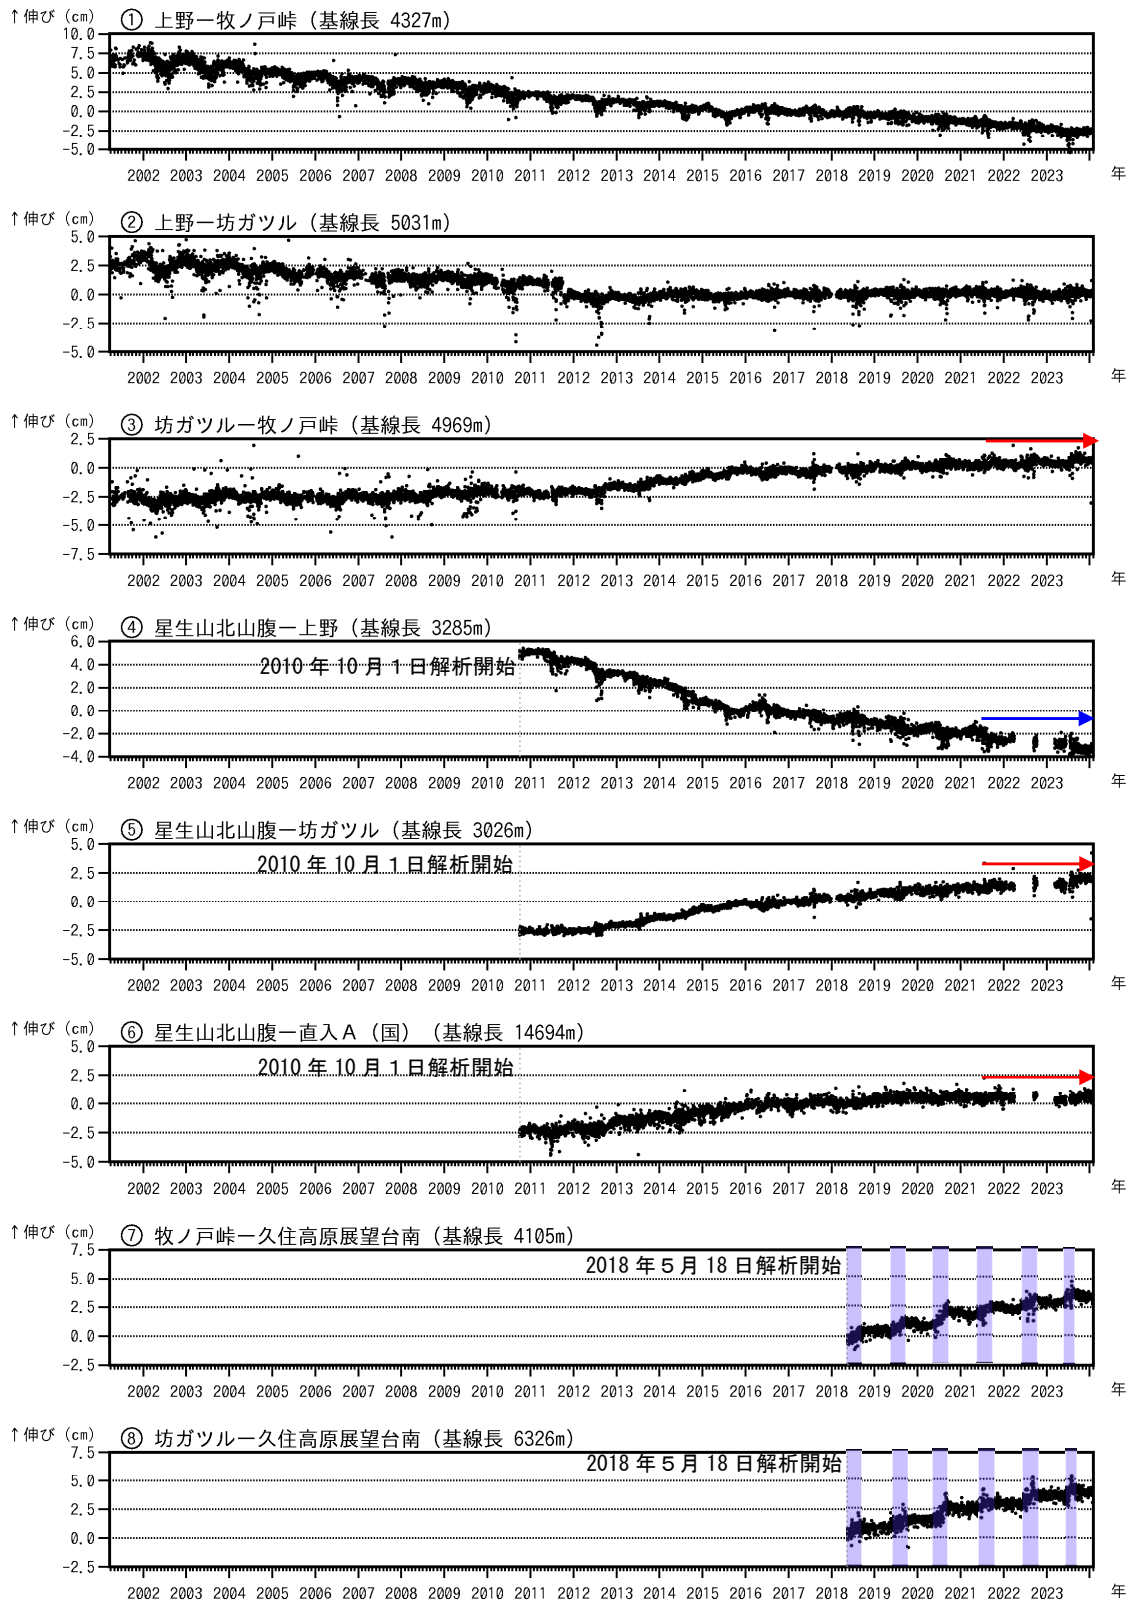 ↑伸び（cm） ① 上野ー牧ノ戸峠（基線長 4327m）
10.0
7.5
5.0
2.5
0.0
-2.5
-5.0
2002 2003 2004 2005 2006 2007 2008 2009 2010 2011 2012 2013 2014 2015 2016 2017 2018 2019 2020 2021 2022 2023 年
↑伸び（cm） ② 上野ー坊ガツル（基線長 5031m）
5.0
2.5
0.0
-2.5
-5.0
2002 2003 2004 2005 2006 2007 2008 2009 2010 2011 2012 2013 2014 2015 2016 2017 2018 2019 2020 2021 2022 2023 年
↑伸び（cm） ③ 坊ガツルー牧ノ戸峠（基線長 4969m）
2.5
0.0
-2.5
-5.0
-7.5
2002 2003 2004 2005 2006 2007 2008 2009 2010 2011 2012 2013 2014 2015 2016 2017 2018 2019 2020 2021 2022 2023 年
↑伸び（cm） ④ 星生山北山腹ー上野（基線長 3285m）
6.0
2010 年 10 月 1 日解析開始
4.0
2.0
0.0
-2.0
-4.0
2002 2003 2004 2005 2006 2007 2008 2009 2010 2011 2012 2013 2014 2015 2016 2017 2018 2019 2020 2021 2022 2023 年
↑伸び（cm） ⑤ 星生山北山腹ー坊ガツル（基線長 3026m）
5.0
2010 年 10 月 1 日解析開始
2.5
0.0
-2.5
-5.0
2002 2003 2004 2005 2006 2007 2008 2009 2010 2011 2012 2013 2014 2015 2016 2017 2018 2019 2020 2021 2022 2023 年
↑伸び（cm） ⑥ 星生山北山腹ー直入Ａ（国）（基線長 14694m）
5.0
2010 年 10 月 1 日解析開始
2.5
0.0
-2.5
-5.0
2002 2003 2004 2005 2006 2007 2008 2009 2010 2011 2012 2013 2014 2015 2016 2017 2018 2019 2020 2021 2022 2023 年
↑伸び（cm） ⑦ 牧ノ戸峠ー久住高原展望台南（基線長 4105m）
7.5
2018 年 5 月 18 日解析開始
5.0
2.5
0.0
-2.5
2002 2003 2004 2005 2006 2007 2008 2009 2010 2011 2012 2013 2014 2015 2016 2017 2018 2019 2020 2021 2022 2023 年
↑伸び（cm） ⑧ 坊ガツルー久住高原展望台南（基線長 6326m）
7.5
2018 年 5 月 18 日解析開始
5.0
2.5
0.0
-2.5
2002 2003 2004 2005 2006 2007 2008 2009 2010 2011 2012 2013 2014 2015 2016 2017 2018 2019 2020 2021 2022 2023 年